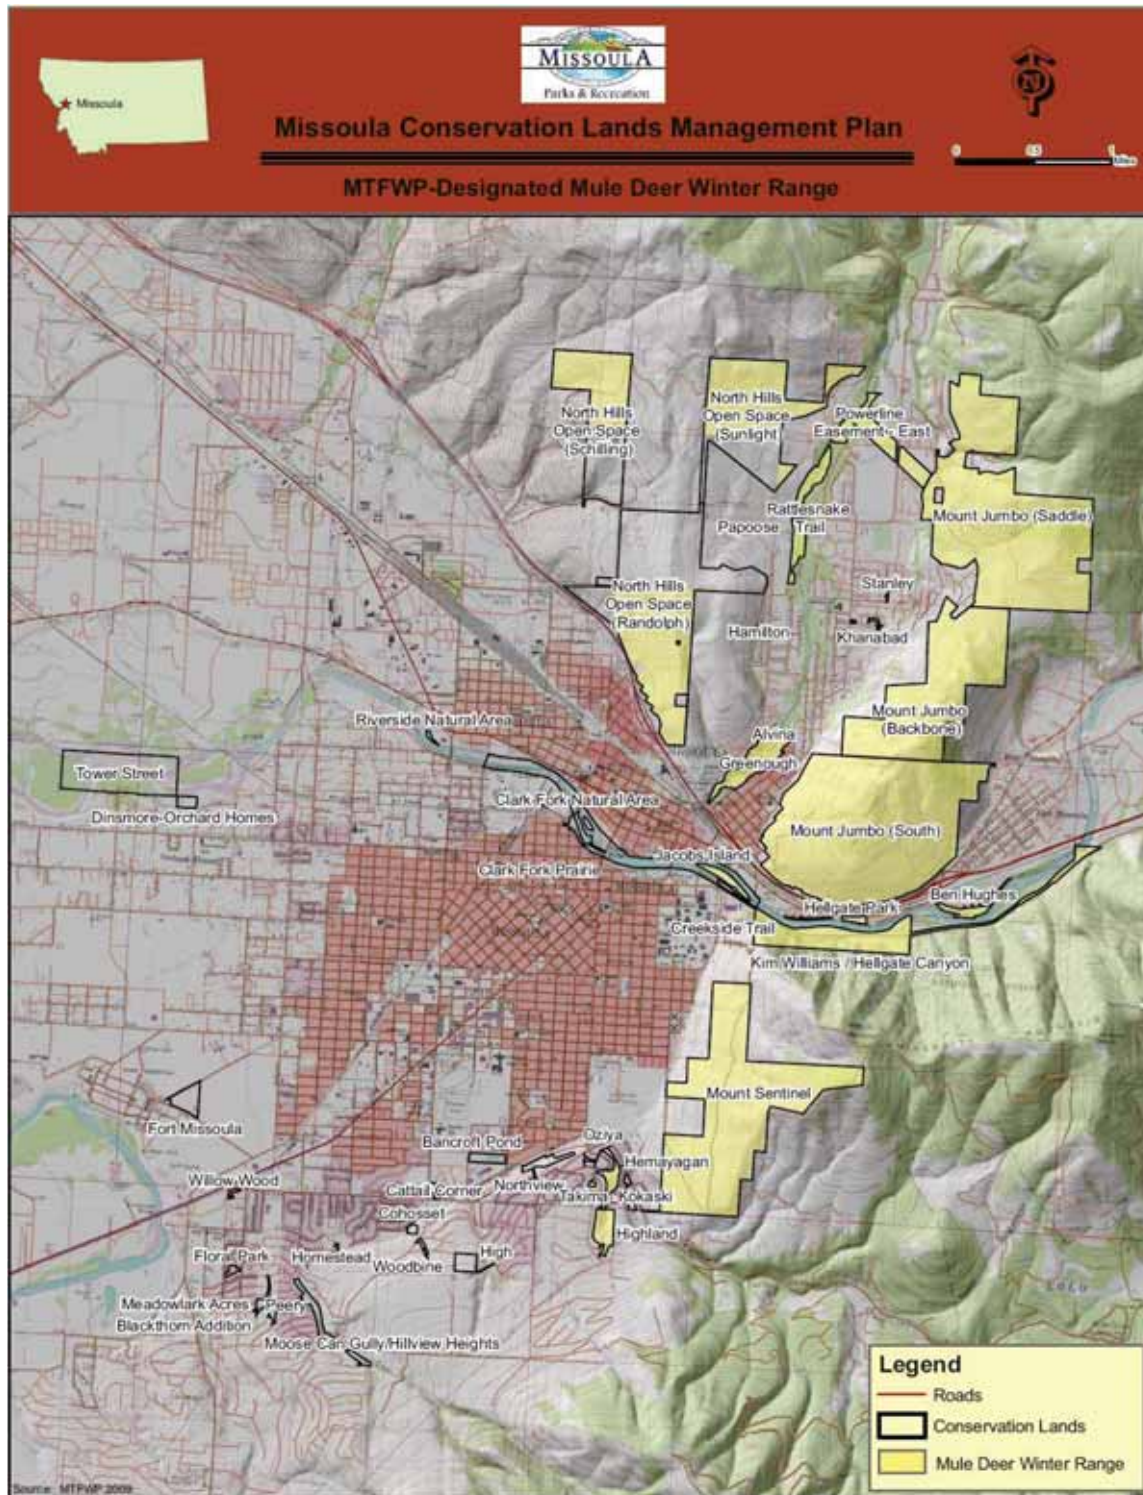 Missoula
MISSOULA
Parks & Recreation
N
Missoula Conservation Lands Management Plan
0 0.5 1
Miles
MTFWP-Designated Mule Deer Winter Range
North Hills
Open Space
(Schilling)
North Hills
Open Space
(Sunlight
Powerline
Easement - East
Rattlesnake
Trail
Papoose
Mount Jumbo (Saddle)
North Hills
Open Space
(Randolph)
Stanley
Hamilton
Khanabad
Riverside Natural Area
Mount Jumbo
(Backbone)
Alvina
Greenough
Tower Street
Dinsmore-Orchard Homes
Clark Fork Natural Area
Mount Jumbo (South)
Jacobs Island
Clark Fork Prairie
Ben Hughes
Hellgate Park
Creekside Trail
Kim Williams / Hellgate Canyon
Mount Sentinel
Fort Missoula
Bancroft Pond
Oziya
Hemayagan
Willow Wood
Cattail Corner
Northview
Takima
Kokaski
Cohosset
Highland
Floral Park
Homestead
Woodbine
High
Meadowlark Acres
Peery
Blackthorn Addition
Moose Can Gully/Hillview Heights
LOLO
Legend
Roads
Conservation Lands
Mule Deer Winter Range
Source: MTFWP 2009